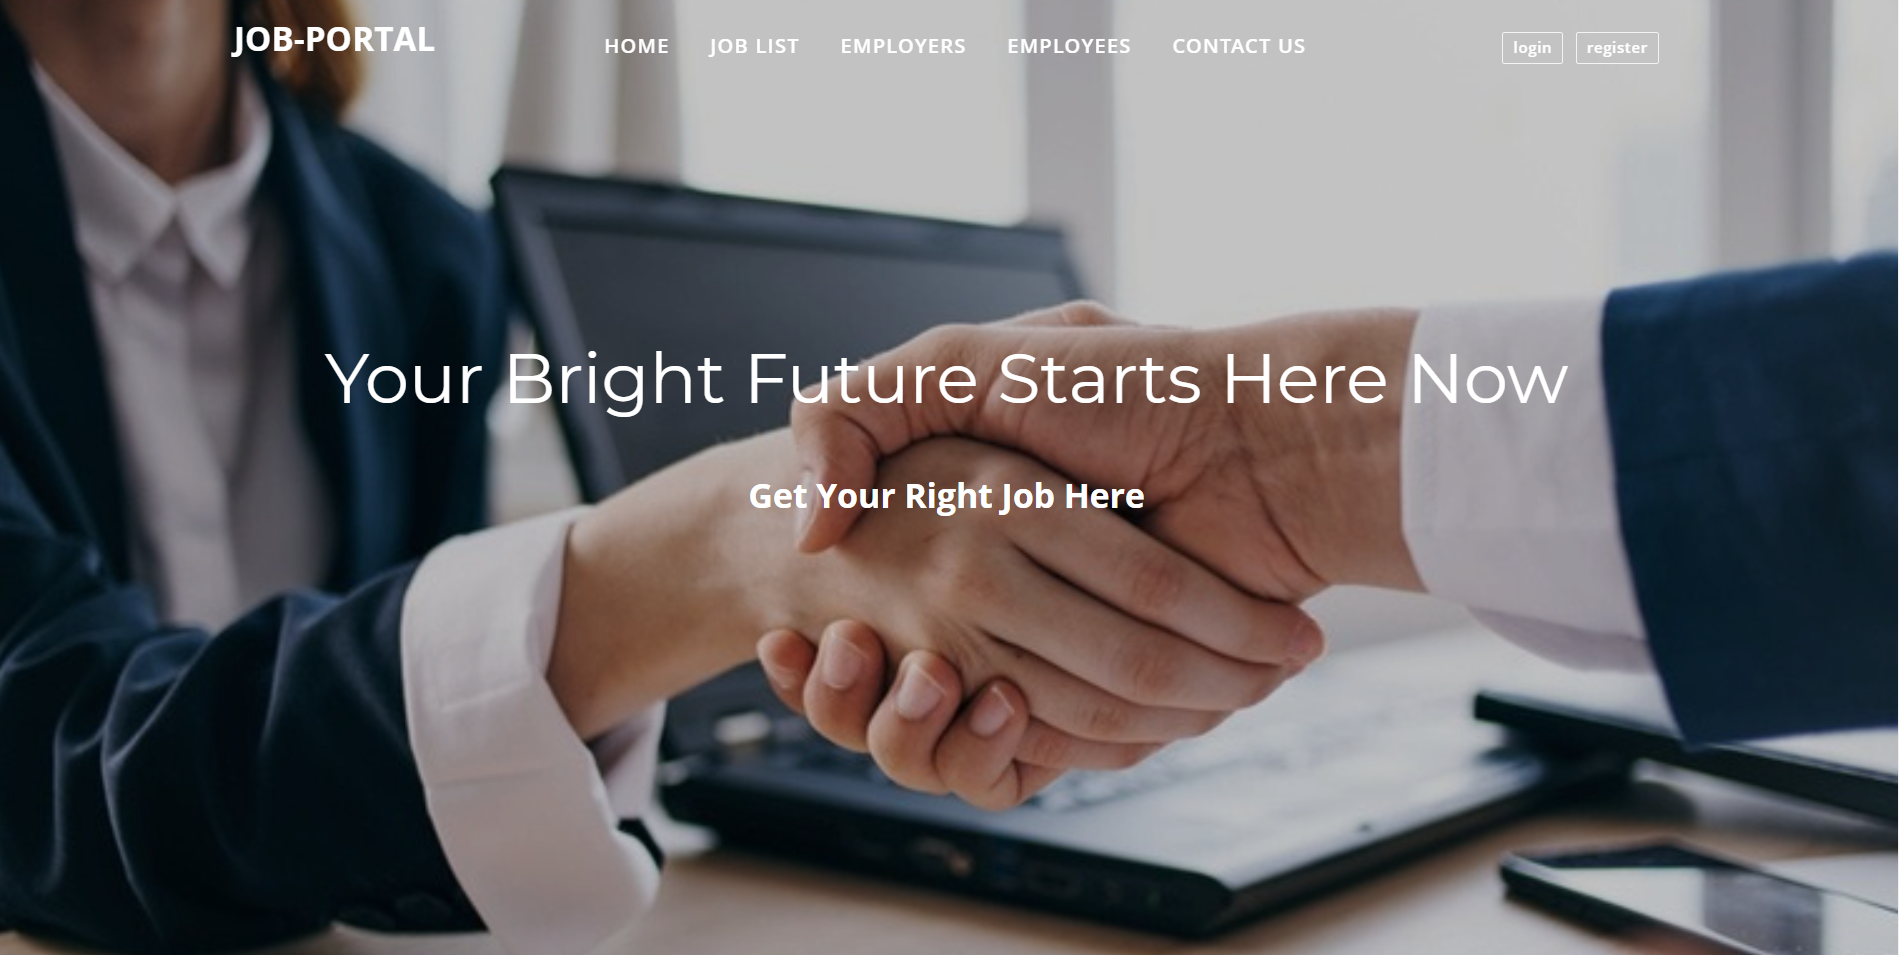 JOB-PORTAL
HOME JOB LIST EMPLOYERS EMPLOYEES CONTACT US
login register
Your Bright Future Starts Here Now
Get Your Right Job Here